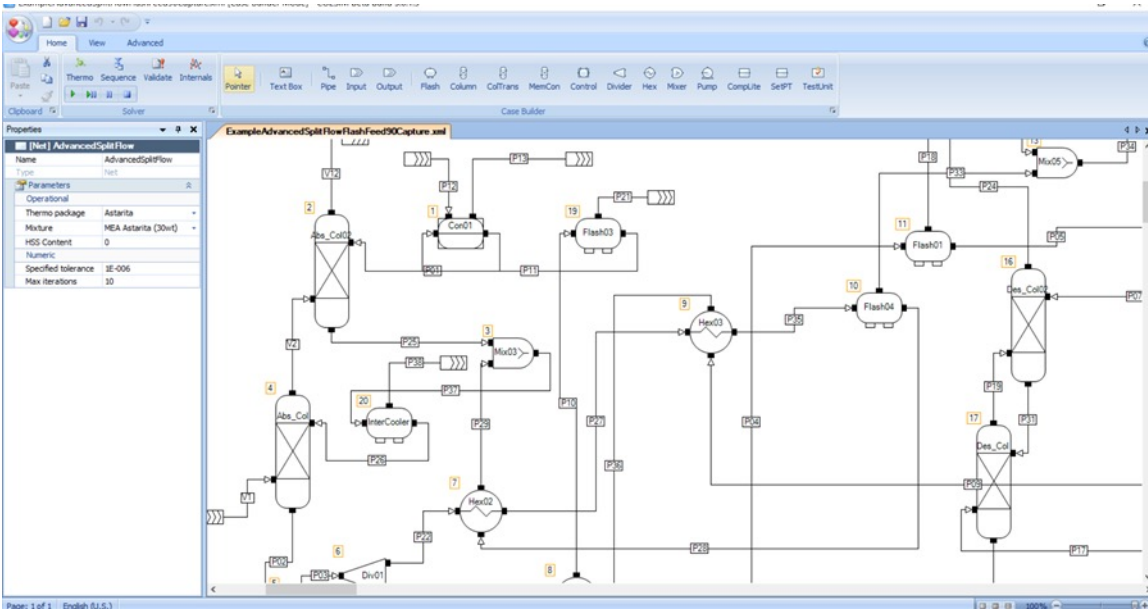 Home View Advanced
Paste
Thermo Sequence Validate Internals
Pointer Text Box Pipe Input Output Flash Column ColTrans MemCon Control Divider Hex Mixer Pump CompLite SetPT TestUnit
Clipboard Solver Case Builder
Properties
ExampleAdvancedSplitFlowFlashFeed90Capture.xml
[Net] AdvancedSplitFlow
Name AdvancedSplitFlow
Type Net
Parameters
Operational
Thermo package Astarita
Mixture MEA Astarita (30wt)
HSS Content 0
Numeric
Specified tolerance 1E-006
Max iterations 10
13
P34
Mix05
P13
P18
P12
P33
V12
P24
P21
2
1
19
11
Con01
Flash03
Abs_Col02
P05
Flash01
16
P01
P11
10
Des_Col02
P07
9
Flash04
Hex03
P35
3
P25
V2
Mix03
P38
P19
4
P37
20
P10
Abs_Col
InterCooler
P29
P27
P04
17
P31
Des_Col
P26
P36
7
P09
V1
Hex02
P22
P28
P17
6
P02
P03
Div01
8
5
Page: 1 of 1 English (U.S.) 100%